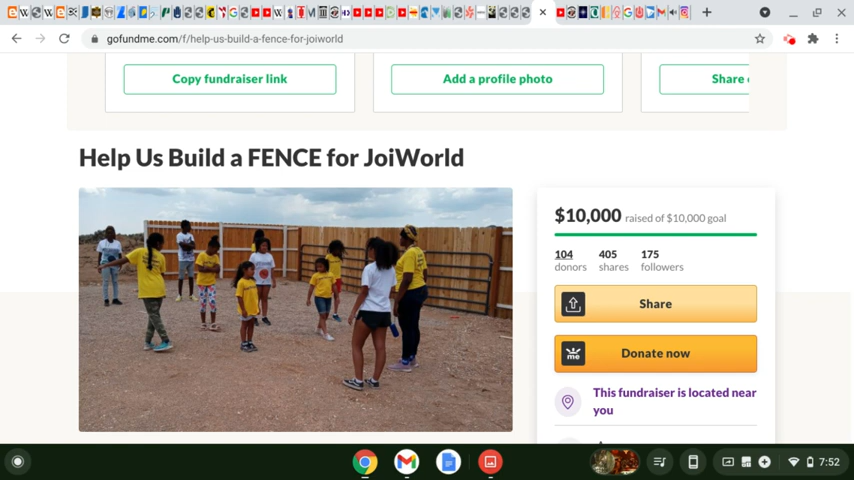 gofundme.com/f/help-us-build-a-fence-for-joiworld
Copy fundraiser link
Add a profile photo
Share
Help Us Build a FENCE for JoiWorld
$10,000 raised of $10,000 goal
104 donors
405 shares
175 followers
Share
me
Donate now
This fundraiser is located near
you
7:52